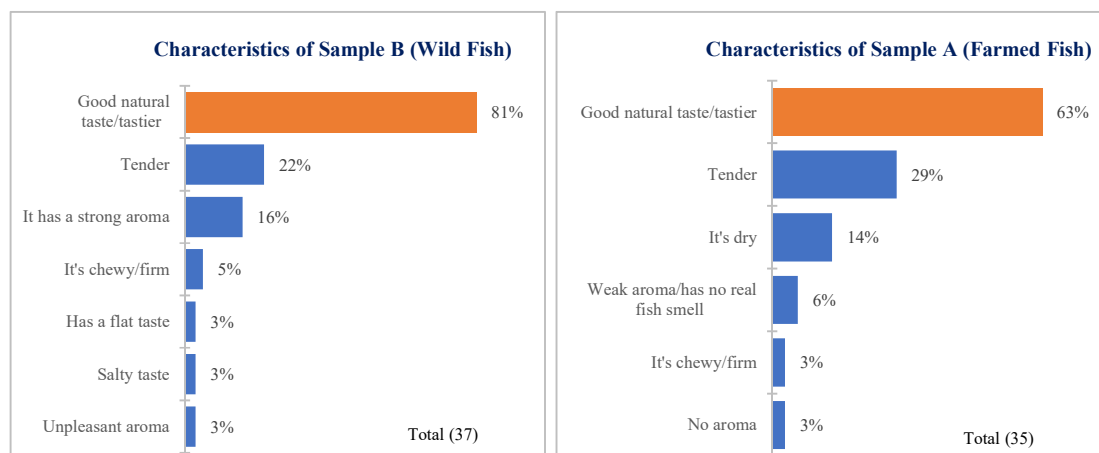 Characteristics of Sample B (Wild Fish)
Good natural
taste/tastier
81%
Tender
22%
It has a strong aroma
16%
It's chewy/firm
5%
Has a flat taste
3%
Salty taste
3%
Unpleasant aroma
3%
Total (37)
Characteristics of Sample A (Farmed Fish)
Good natural taste/tastier
63%
Tender
29%
It's dry
14%
Weak aroma/has no real
fish smell
6%
It's chewy/firm
3%
No aroma
3%
Total (35)